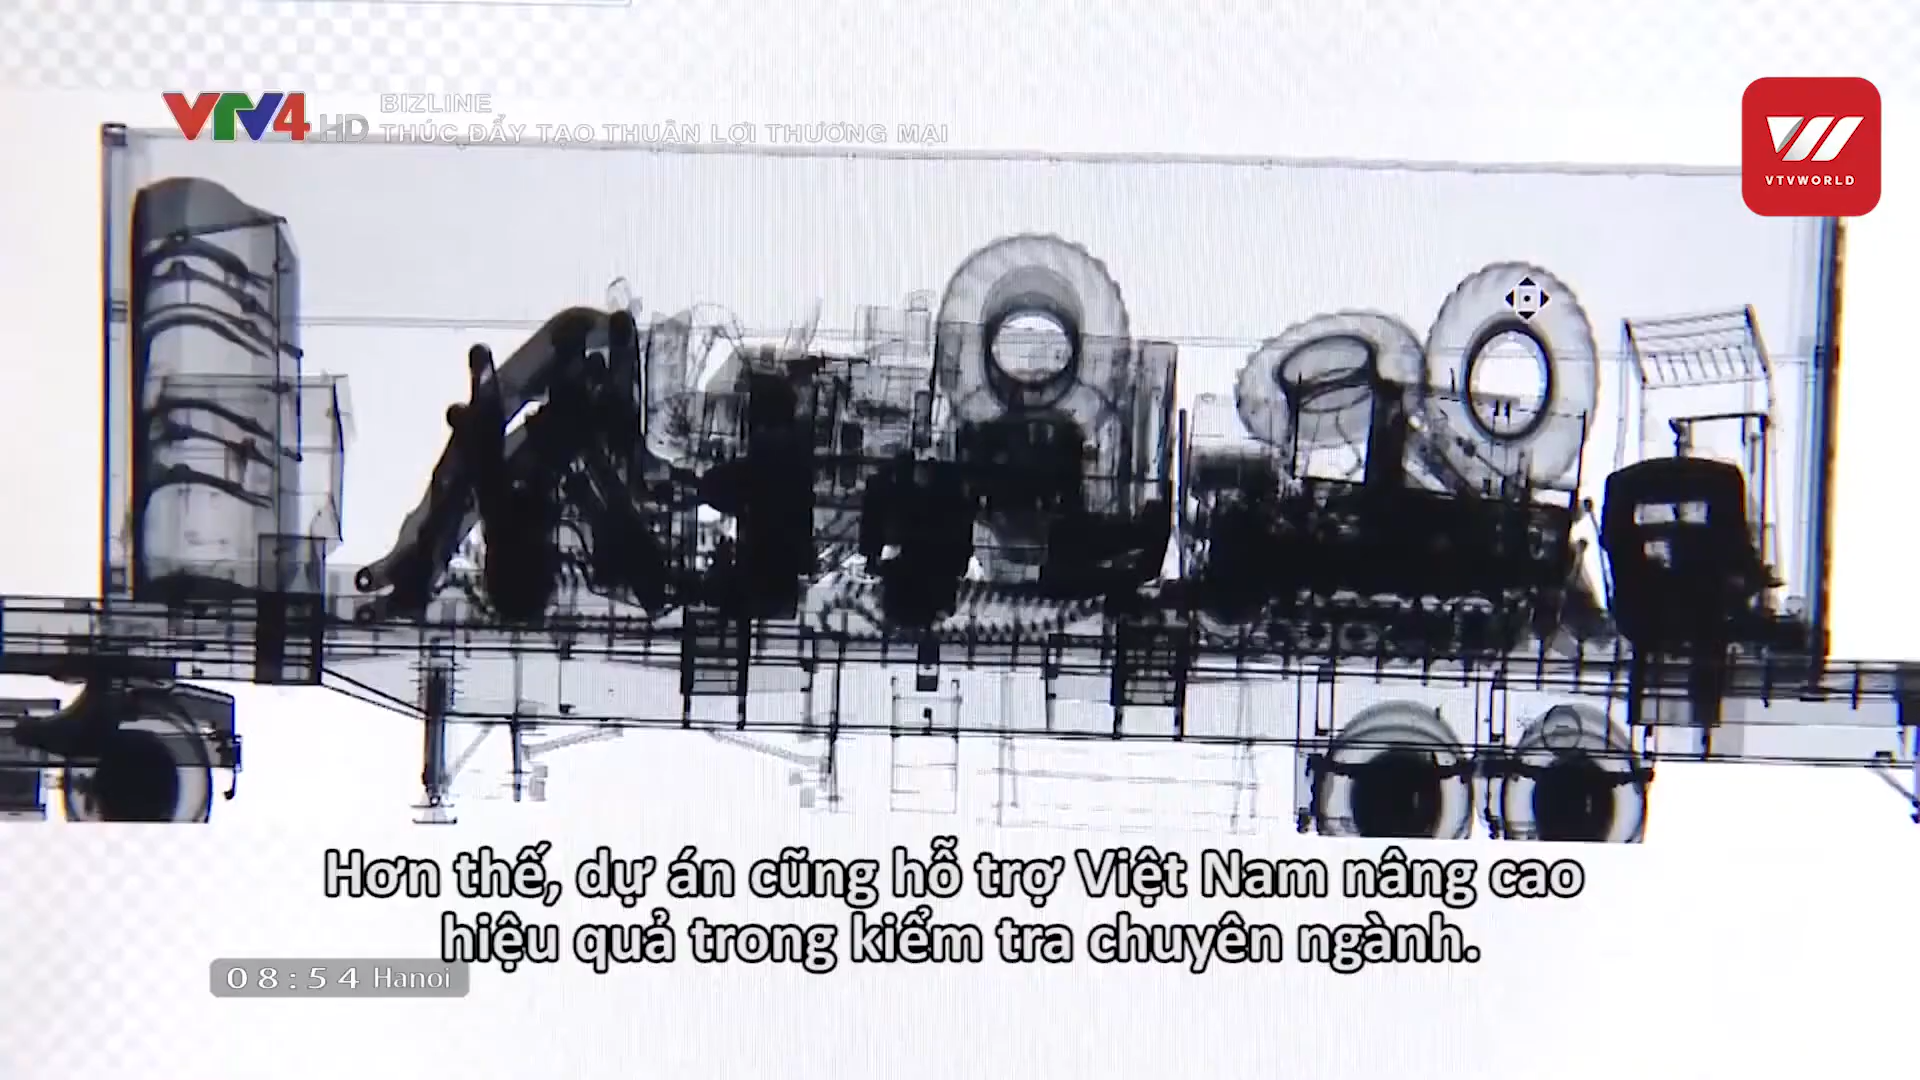 VTV4 HD
BIZLINE
THÚC ĐẨY TẠO THUẬN LỢI THƯƠNG MẠI
VTVWORLD
Hơn thế, dự án cũng hỗ trợ Việt Nam nâng cao
hiệu quả trong kiểm tra chuyên ngành.
08:54 Hanoi